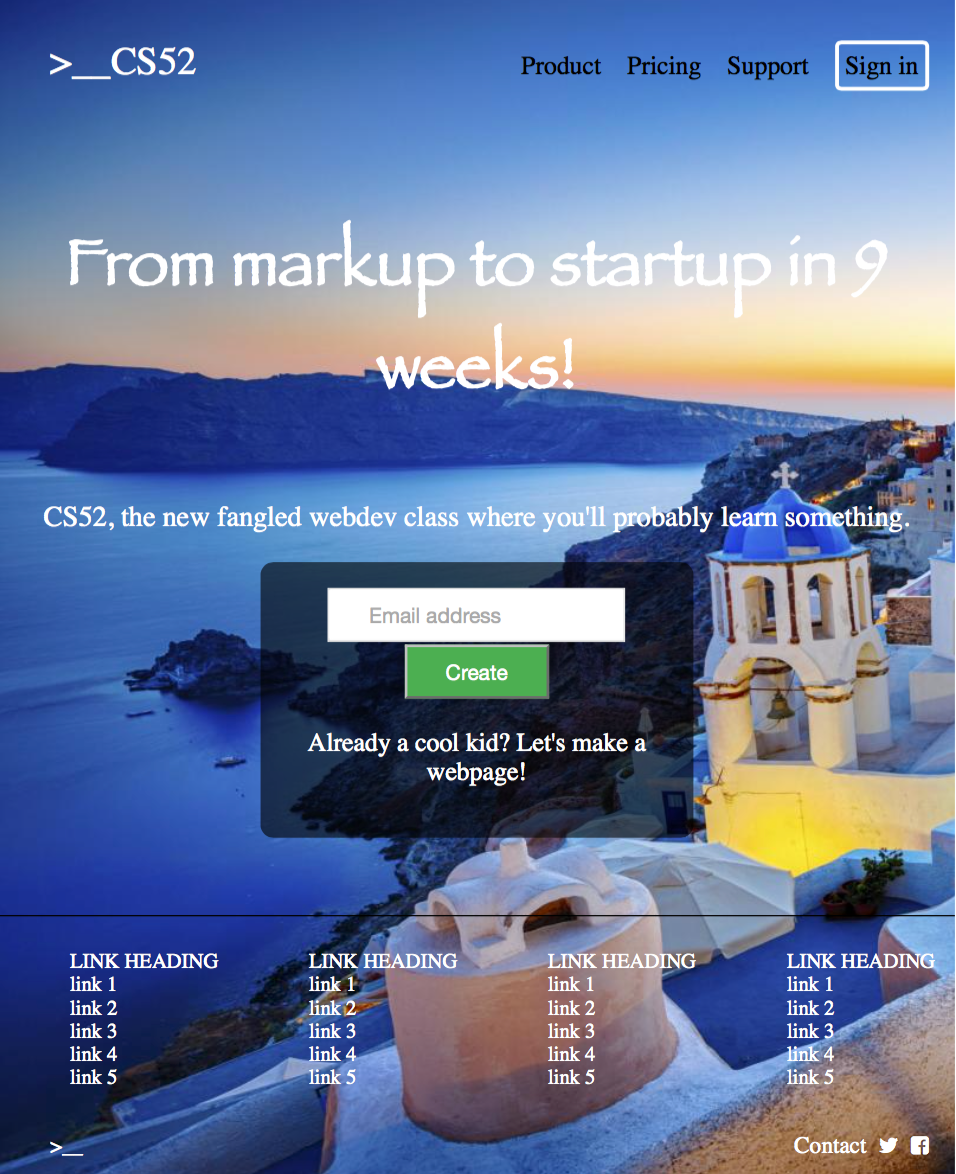 >__CS52
Product Pricing Support Sign in
From markup to startup in 9
weeks!
CS52, the new fangled webdev class where you'll probably learn something.
Email address
Create
Already a cool kid? Let's make a
webpage!
LINK HEADING LINK HEADING LINK HEADING LINK HEADING
link 1 link 1 link 1 link 1
link 2 link 2 link 2 link 2
link 3 link 3 link 3 link 3
link 4 link 4 link 4 link 4
link 5 link 5 link 5 link 5
>__ Contact